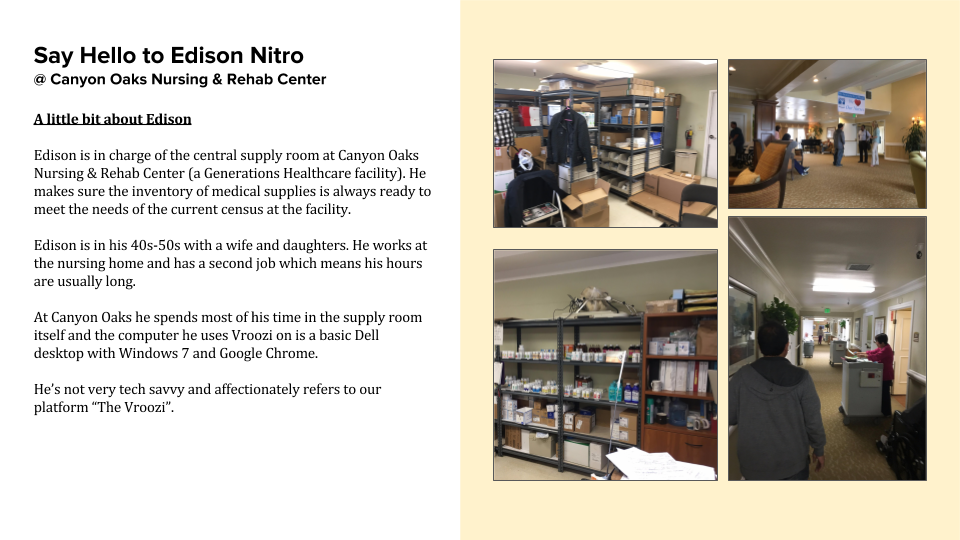 Say Hello to Edison Nitro
@ Canyon Oaks Nursing & Rehab Center
A little bit about Edison
Edison is in charge of the central supply room at Canyon Oaks
Nursing & Rehab Center (a Generations Healthcare facility). He
makes sure the inventory of medical supplies is always ready to
meet the needs of the current census at the facility.
Edison is in his 40s-50s with a wife and daughters. He works at
the nursing home and has a second job which means his hours
are usually long.
At Canyon Oaks he spends most of his time in the supply room
itself and the computer he uses Vroozi on is a basic Dell
desktop with Windows 7 and Google Chrome.
He’s not very tech savvy and affectionately refers to our
platform “The Vroozi”.